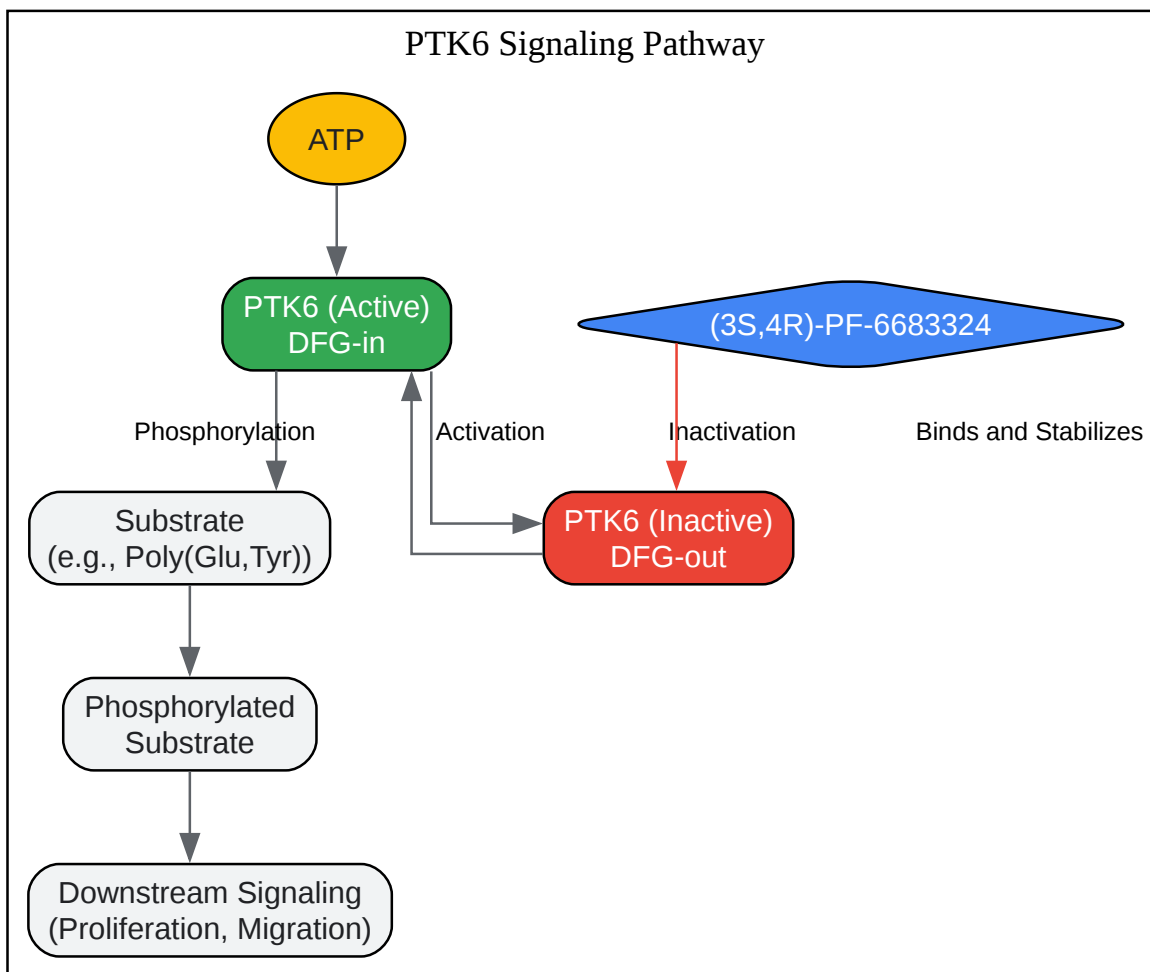 PTK6 Signaling Pathway
ATP
PTK6 (Active)
DFG-in
(3S,4R)-PF-6683324
Phosphorylation
Activation
Inactivation
Binds and Stabilizes
Substrate
(e.g., Poly(Glu,Tyr))
PTK6 (Inactive)
DFG-out
Phosphorylated
Substrate
Downstream Signaling
(Proliferation, Migration)